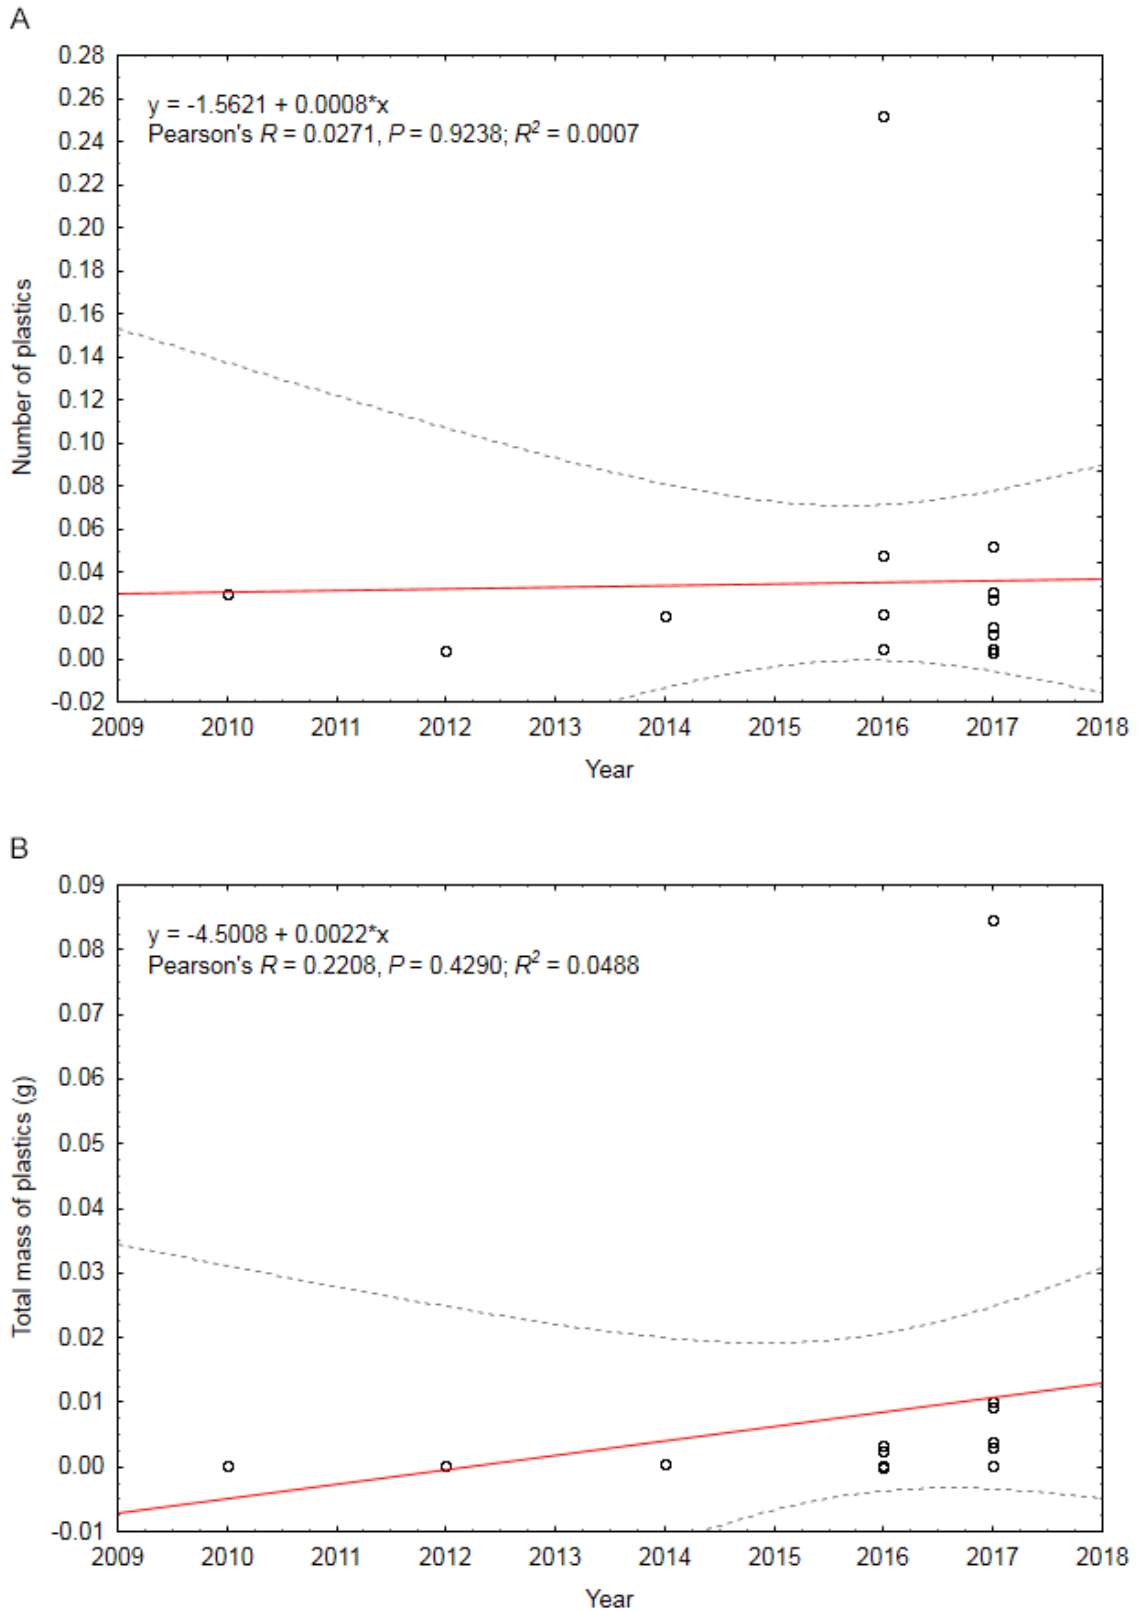 A
0.28
0.26
0.24
0.22
0.20
0.18
0.16
0.14
0.12
0.10
0.08
0.06
0.04
0.02
0.00
-0.02
Number of plastics
y = -1.5621 + 0.0008*x
Pearson's R = 0.0271, P = 0.9238; R² = 0.0007
2009 2010 2011 2012 2013 2014 2015 2016 2017 2018
Year
B
0.09
0.08
0.07
0.06
0.05
0.04
0.03
0.02
0.01
0.00
-0.01
Total mass of plastics (g)
y = -4.5008 + 0.0022*x
Pearson's R = 0.2208, P = 0.4290; R² = 0.0488
2009 2010 2011 2012 2013 2014 2015 2016 2017 2018
Year